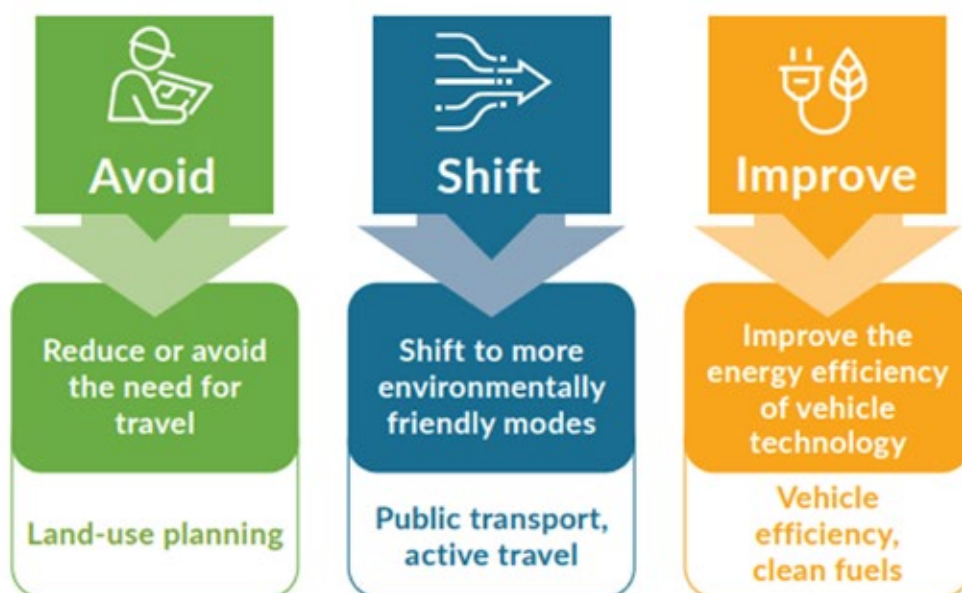 Avoid
Reduce or avoid
the need for
travel
Land-use planning
Shift
Shift to more
environmentally
friendly modes
Public transport,
active travel
Improve
Improve the
energy efficiency
of vehicle
technology
Vehicle
efficiency,
clean fuels